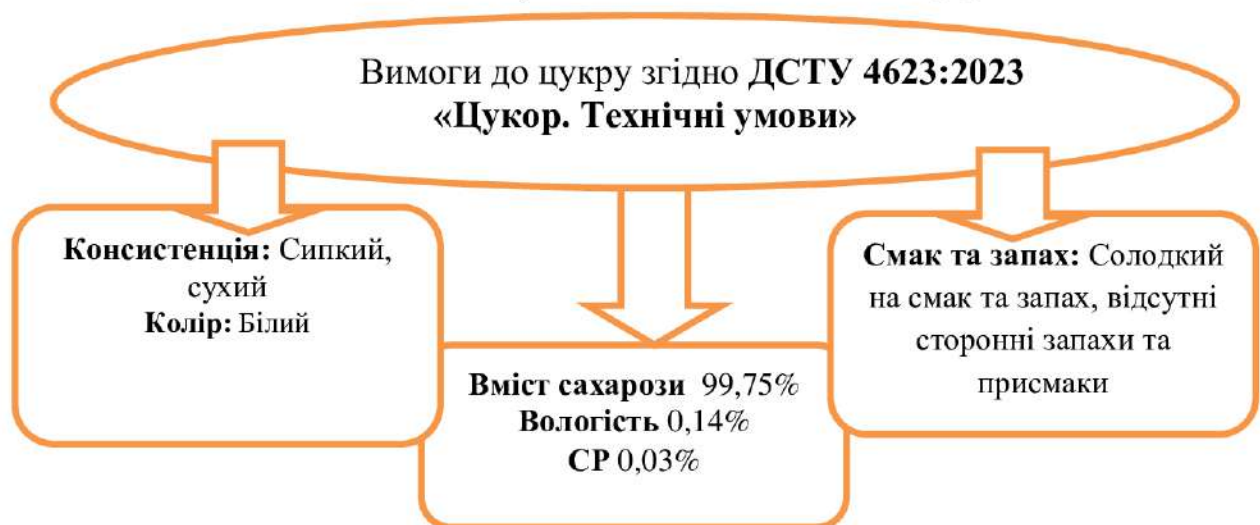 Вимоги до цукру згідно ДСТУ 4623:2023
«Цукор. Технічні умови»
Консистенція: Сипкий,
сухий
Колір: Білий
Вміст сахарози 99,75%
Вологість 0,14%
СР 0,03%
Смак та запах: Солодкий
на смак та запах, відсутні
сторонні запахи та
присмаки